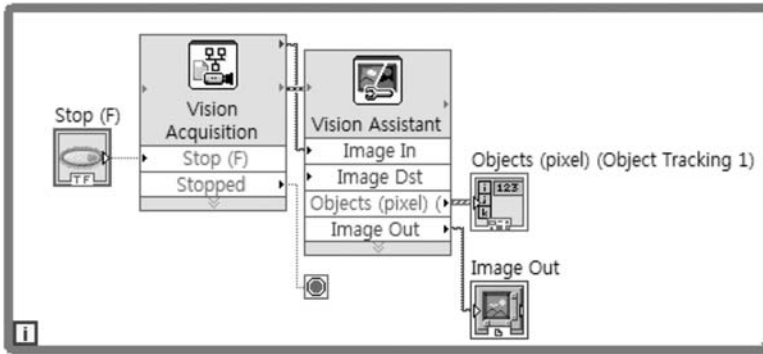 Stop (F)
TF
Vision
Acquisition
Stop (F)
Stopped
Vision Assistant
Image In
Image Dst
Objects (pixel) (
Image Out
Objects (pixel) (Object Tracking 1)
i 123
j
k
Image Out
i